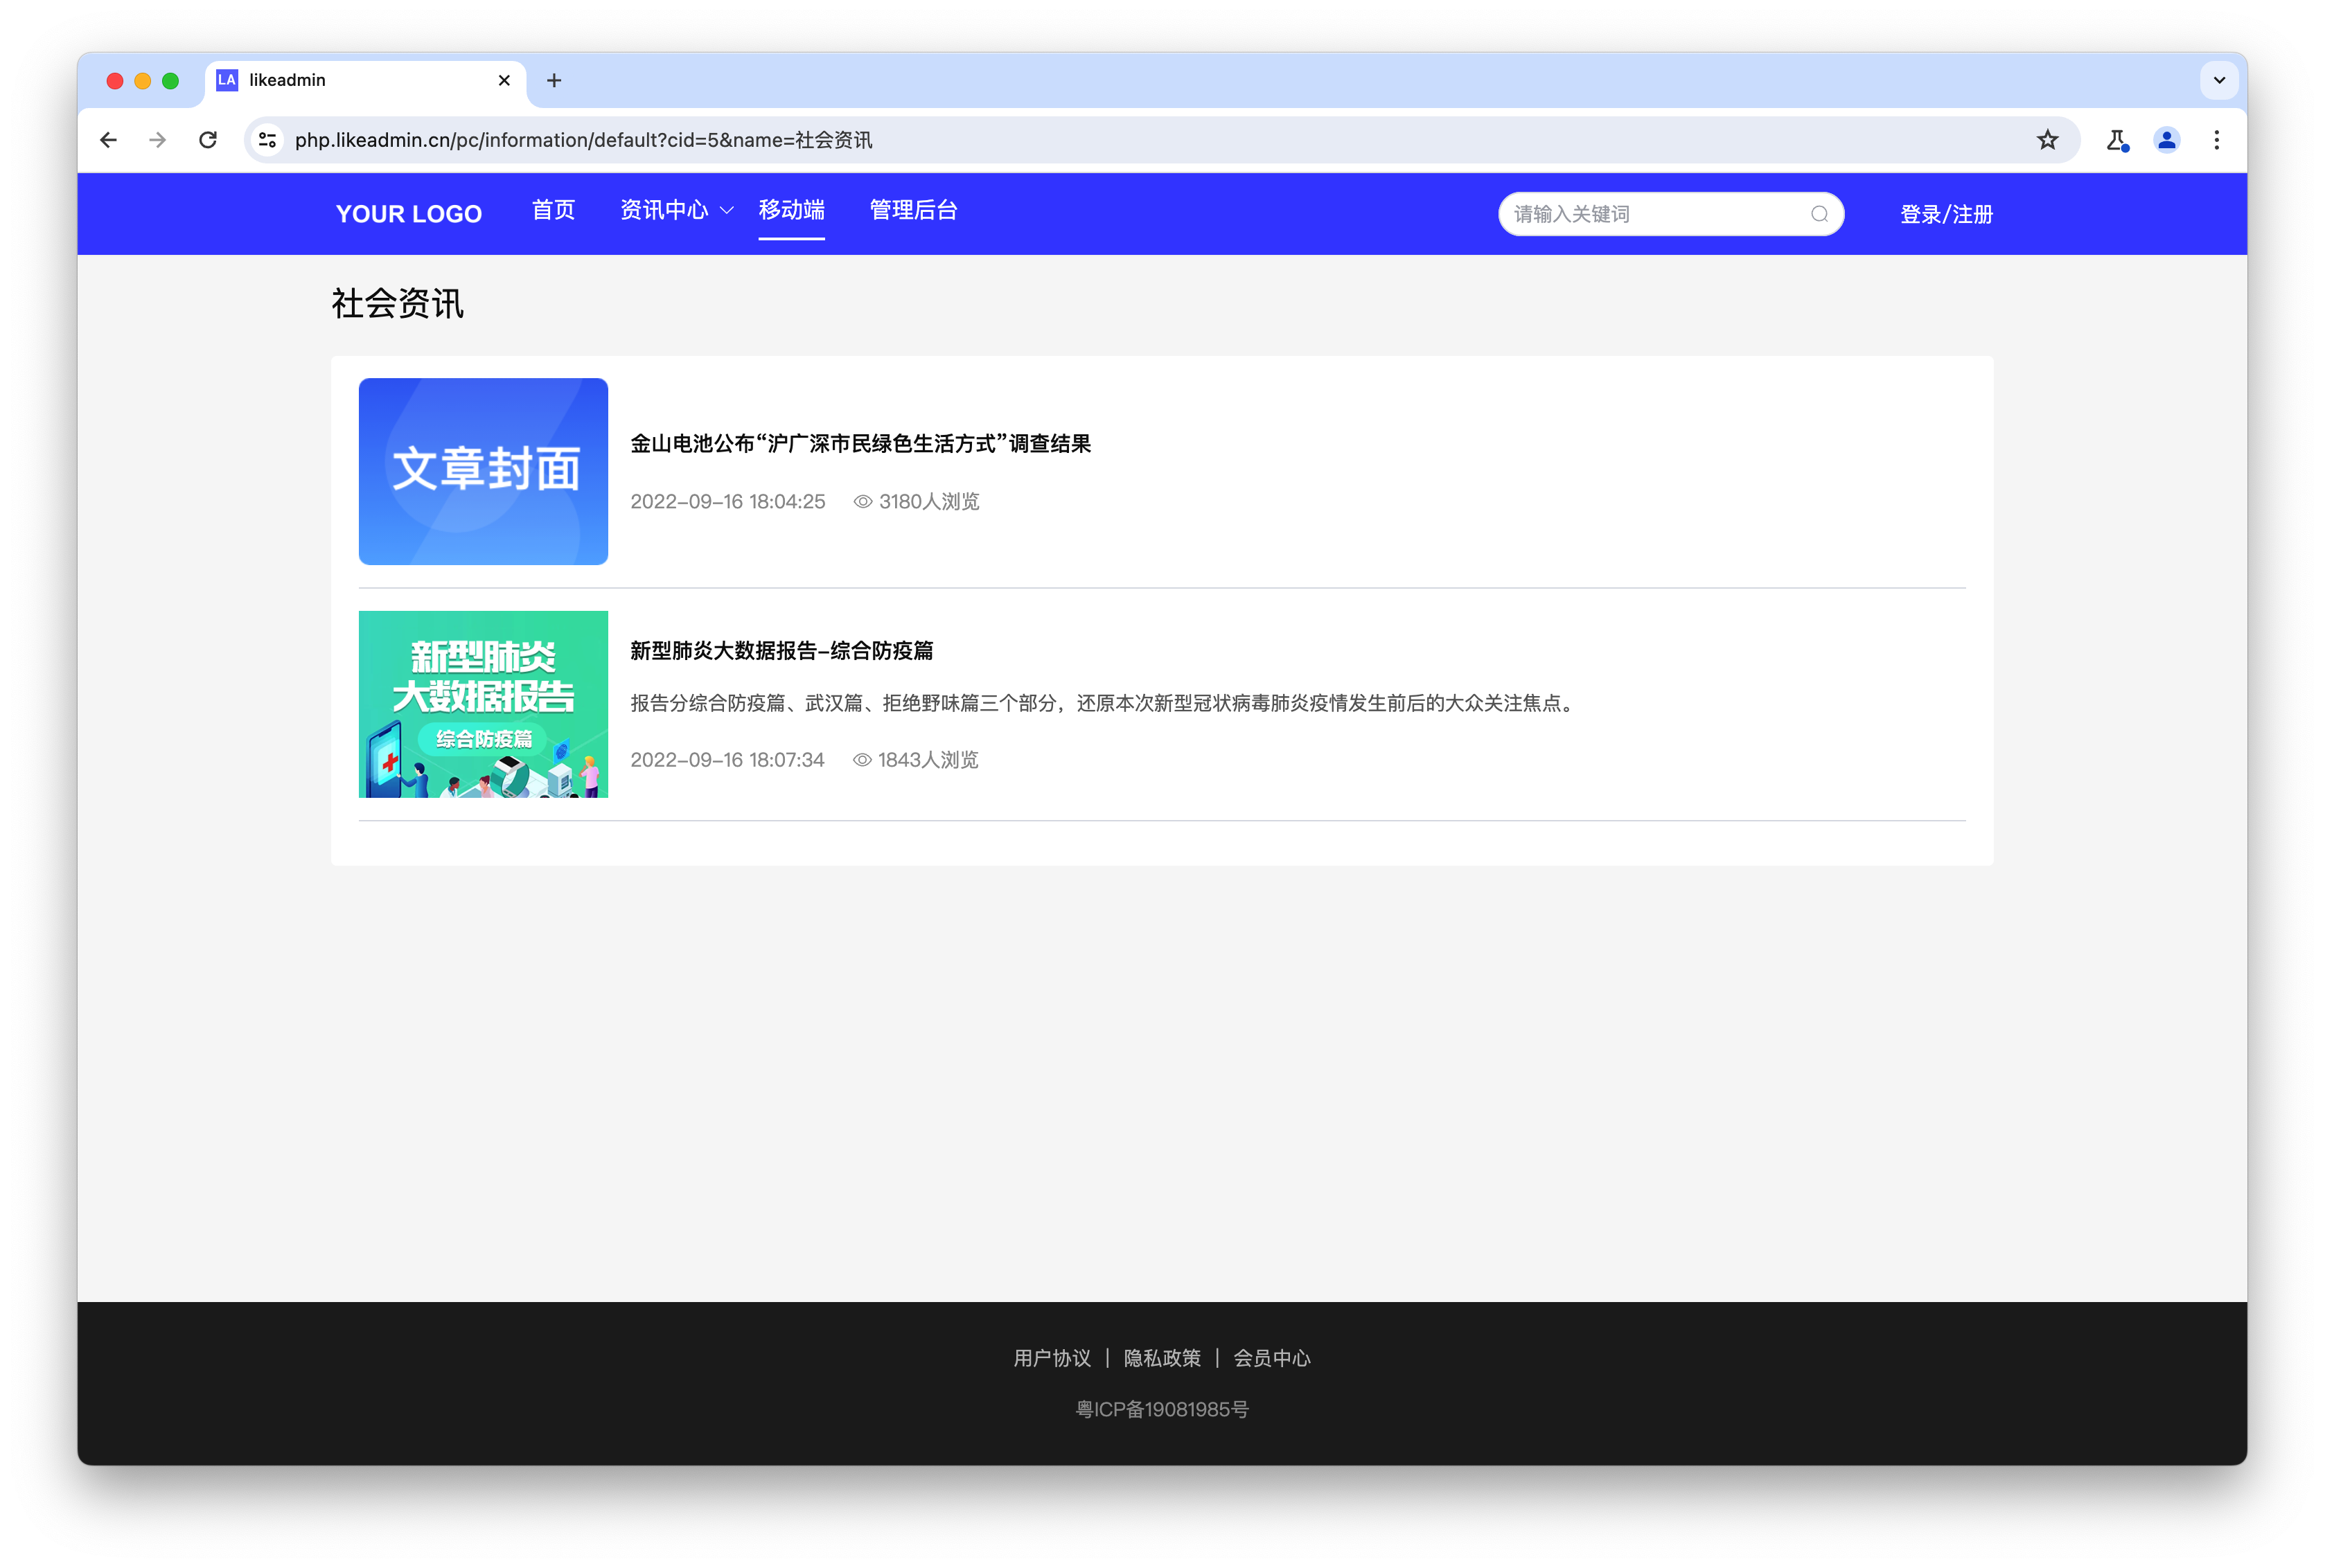 LA likeadmin
php.likeadmin.cn/pc/information/default?cid=5&name=社会资讯
YOUR LOGO 首页 资讯中心 移动端 管理后台 请输入关键词 登录/注册
社会资讯
文章封面
金山电池公布“沪广深市民绿色生活方式”调查结果
2022-09-16 18:04:25 3180人浏览
新型肺炎
大数据报告
综合防疫篇
新型肺炎大数据报告-综合防疫篇
报告分综合防疫篇、武汉篇、拒绝野味篇三个部分，还原本次新型冠状病毒肺炎疫情发生前后的大众关注焦点。
2022-09-16 18:07:34 1843人浏览
用户协议 | 隐私政策 | 会员中心
粤ICP备19081985号